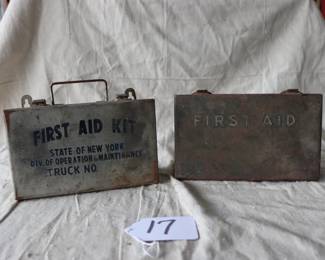 FIRST AID KIT
STATE OF NEW YORK
DIV. OF OPERATION & MAINTENANCE
TRUCK NO.
FIRST AID
17